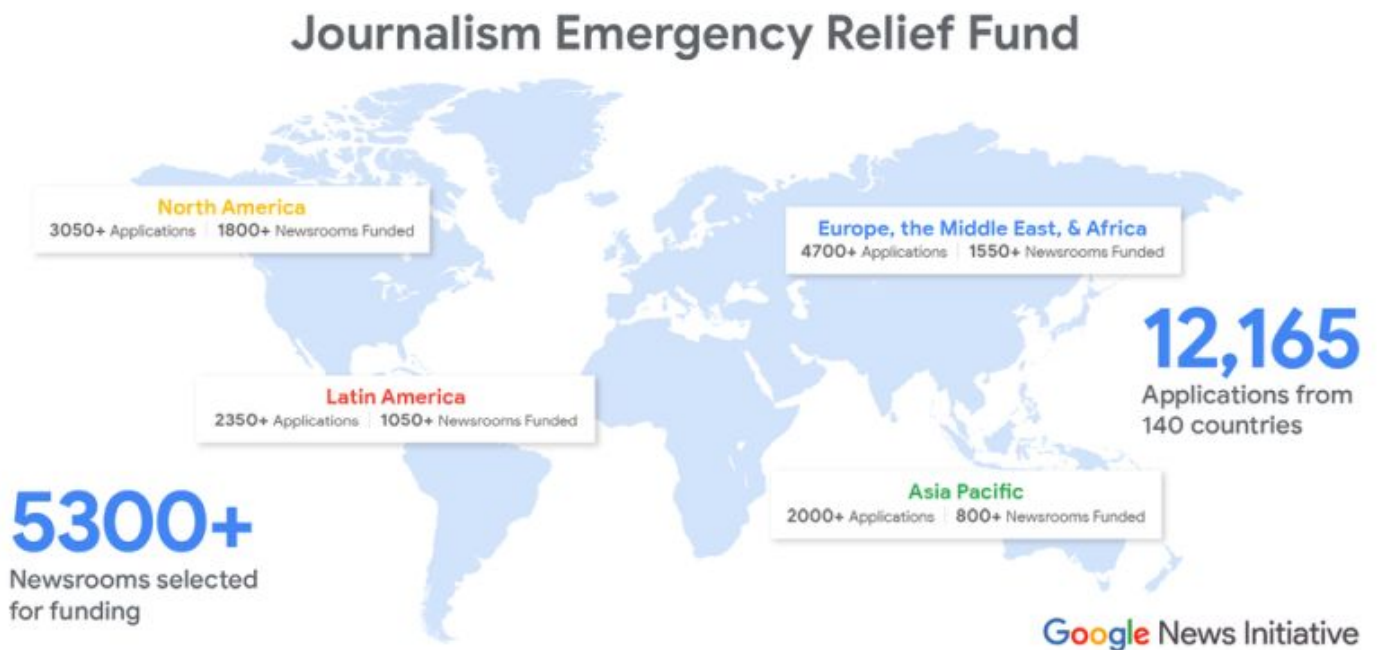 Journalism Emergency Relief Fund
North America
3050+ Applications | 1800+ Newsrooms Funded
Europe, the Middle East, & Africa
4700+ Applications | 1550+ Newsrooms Funded
12,165
Applications from
140 countries
Latin America
2350+ Applications | 1050+ Newsrooms Funded
Asia Pacific
2000+ Applications | 800+ Newsrooms Funded
5300+
Newsrooms selected
for funding
Google News Initiative